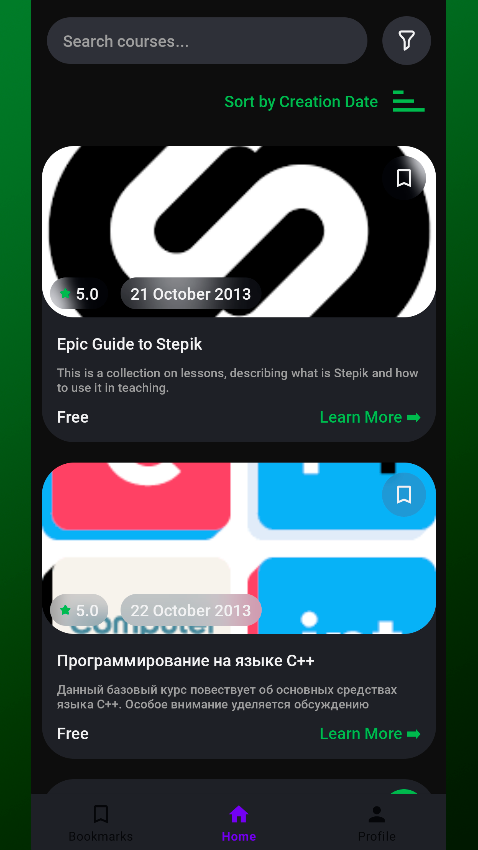 Search courses...
Sort by Creation Date
5.0
21 October 2013
Epic Guide to Stepik
This is a collection on lessons, describing what is Stepik and how
to use it in teaching.
Free
Learn More ➡
5.0
22 October 2013
Computer
int
Программирование на языке C++
Данный базовый курс повествует об основных средствах
языка C++. Особое внимание уделяется обсуждению
Free
Learn More ➡
Bookmarks
Home
Profile